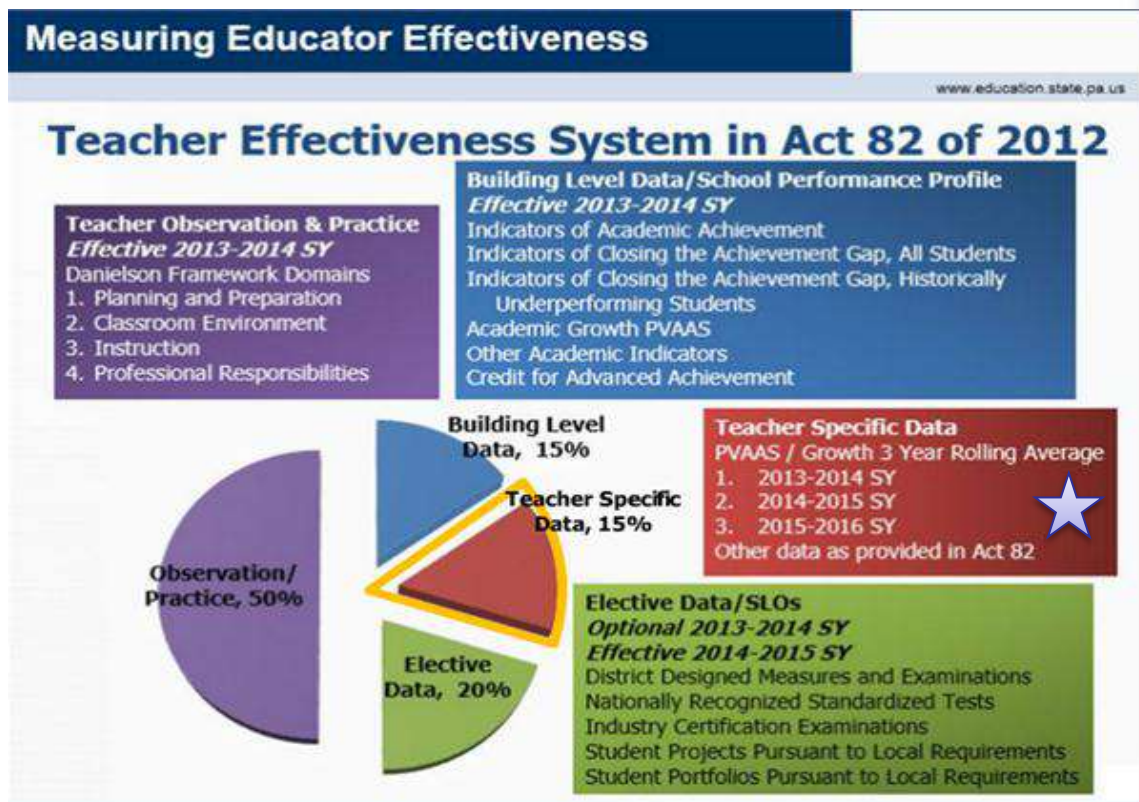 Measuring Educator Effectiveness
www.education.state.pa.us
Teacher Effectiveness System in Act 82 of 2012
Building Level Data/School Performance Profile
Effective 2013-2014 SY
Indicators of Academic Achievement
Indicators of Closing the Achievement Gap, All Students
Indicators of Closing the Achievement Gap, Historically
Underperforming Students
Academic Growth PVAAS
Other Academic Indicators
Credit for Advanced Achievement
Teacher Observation & Practice
Effective 2013-2014 SY
Danielson Framework Domains
1. Planning and Preparation
2. Classroom Environment
3. Instruction
4. Professional Responsibilities
Building Level
Data, 15%
Teacher Specific
Data, 15%
Observation/
Practice, 50%
Elective
Data, 20%
Teacher Specific Data
PVAAS / Growth 3 Year Rolling Average
1. 2013-2014 SY
2. 2014-2015 SY
3. 2015-2016 SY
Other data as provided in Act 82
Elective Data/SLOs
Optional 2013-2014 SY
Effective 2014-2015 SY
District Designed Measures and Examinations
Nationally Recognized Standardized Tests
Industry Certification Examinations
Student Projects Pursuant to Local Requirements
Student Portfolios Pursuant to Local Requirements